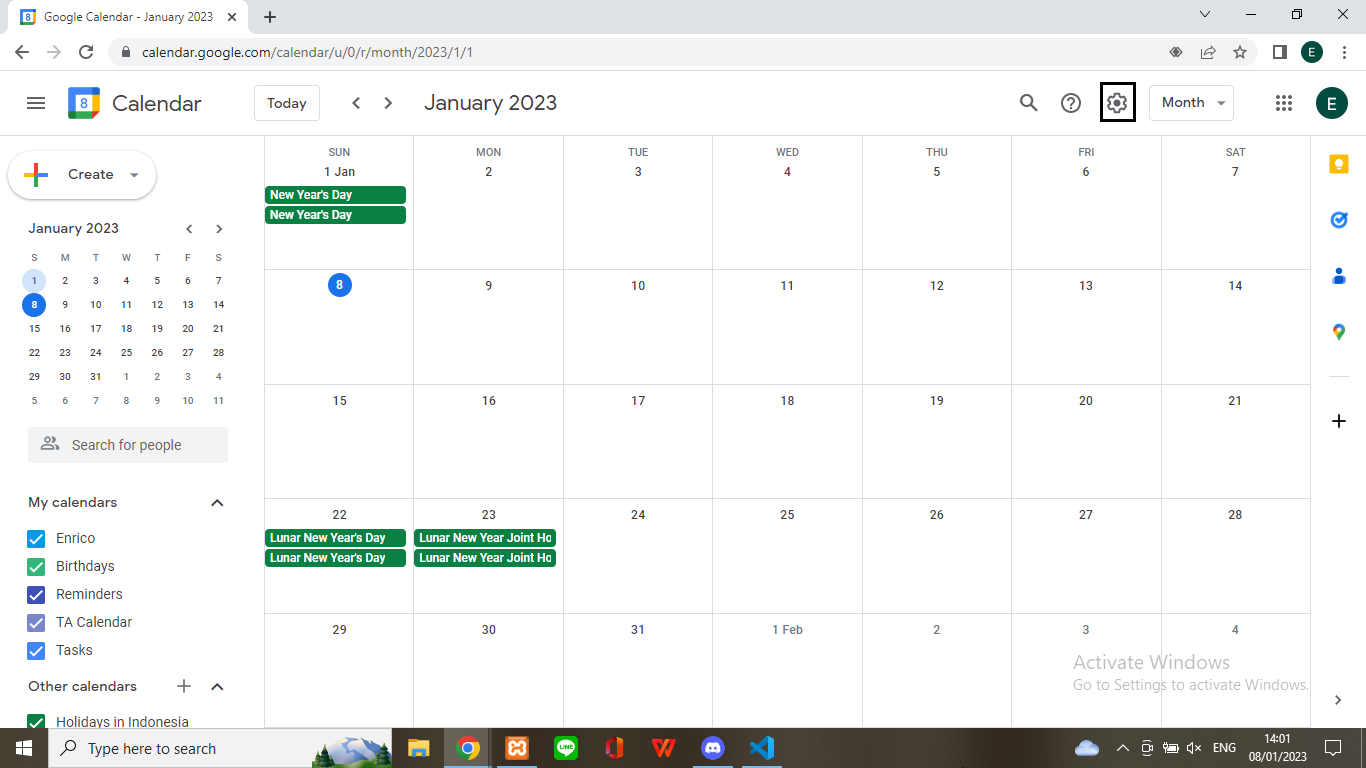 Google Calendar - January 2023
calendar.google.com/calendar/u/0/r/month/2023/1/1
E
8
Calendar
Today
January 2023
Month
E
Create
January 2023
S M T W T F S
1 2 3 4 5 6 7
8 9 10 11 12 13 14
15 16 17 18 19 20 21
22 23 24 25 26 27 28
29 30 31 1 2 3 4
5 6 7 8 9 10 11
Search for people
My calendars
Enrico
Birthdays
Reminders
TA Calendar
Tasks
Other calendars
Holidays in Indonesia
SUN MON TUE WED THU FRI SAT
1 Jan 2 3 4 5 6 7
New Year's Day
New Year's Day
8 9 10 11 12 13 14
15 16 17 18 19 20 21
22 23 24 25 26 27 28
Lunar New Year's Day Lunar New Year Joint Ho
Lunar New Year's Day Lunar New Year Joint Ho
29 30 31 1 Feb 2 3 4
Activate Windows
Go to Settings to activate Windows.
Type here to search
LINE
ENG
14:01
08/01/2023